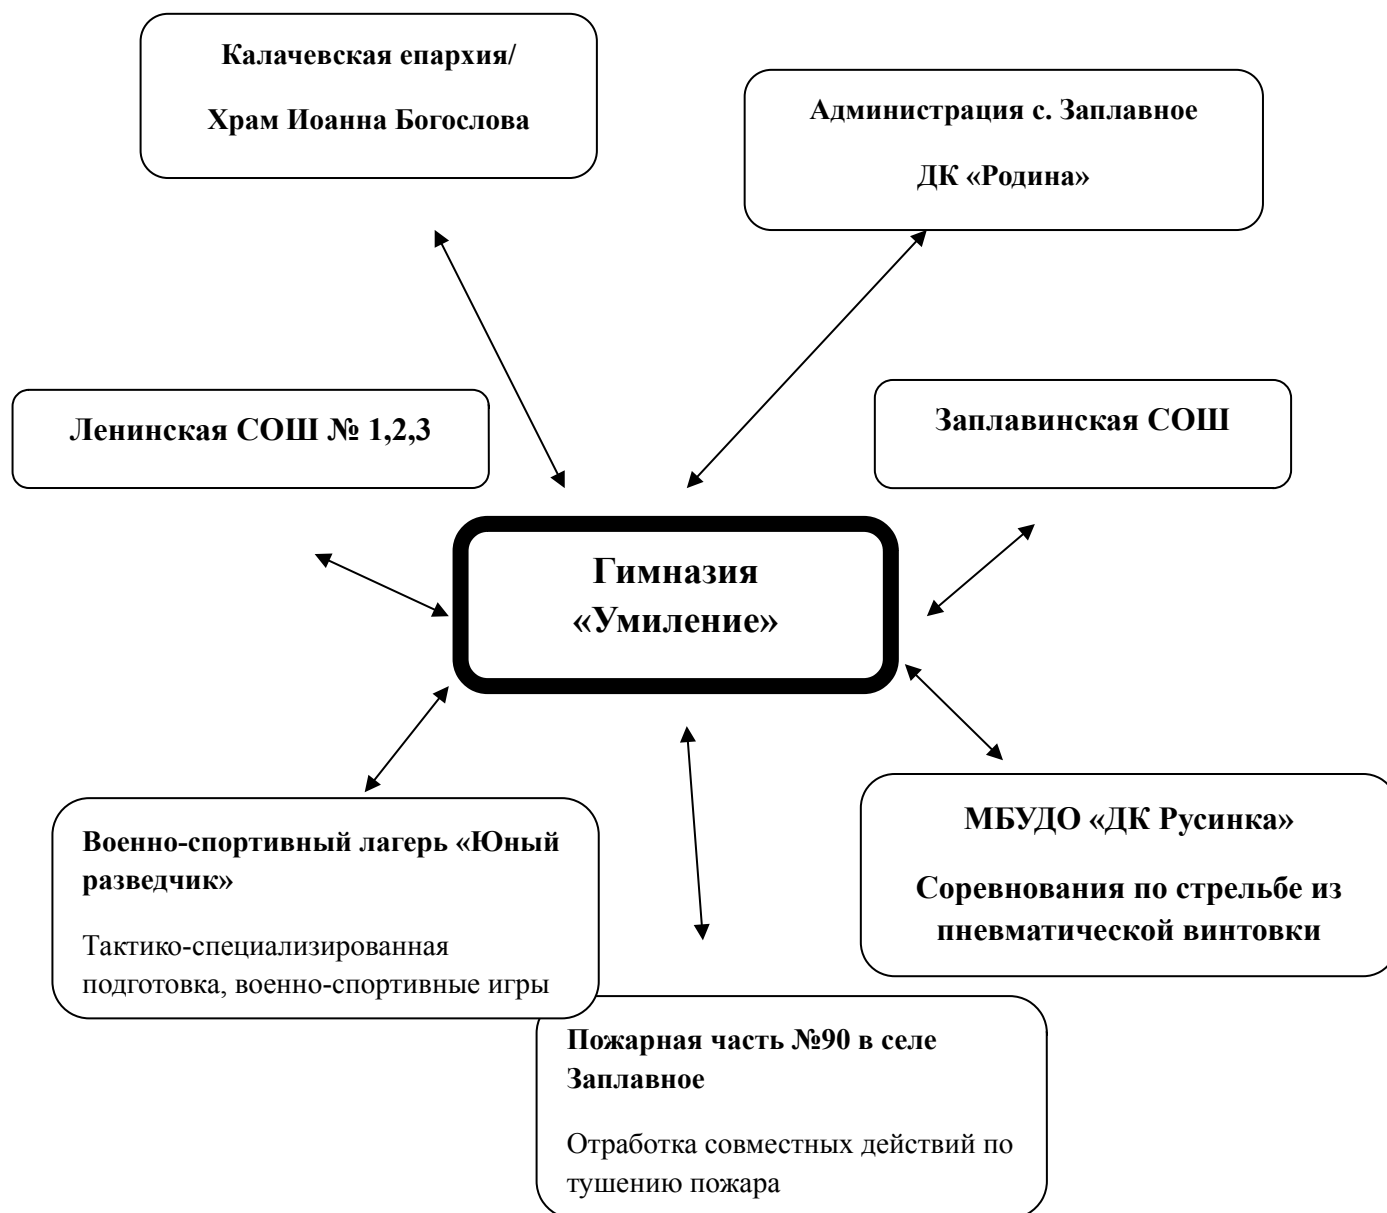 Калачевская епархия/
Храм Иоанна Богослова
Администрация с. Заплавное
ДК «Родина»
Ленинская СОШ № 1,2,3
Заплавинская СОШ
Гимназия
«Умиление»
Военно-спортивный лагерь «Юный
разведчик»
Тактико-специализированная
подготовка, военно-спортивные игры
МБУДО «ДК Русинка»
Соревнования по стрельбе из
пневматической винтовки
Пожарная часть №90 в селе
Заплавное
Отработка совместных действий по
тушению пожара